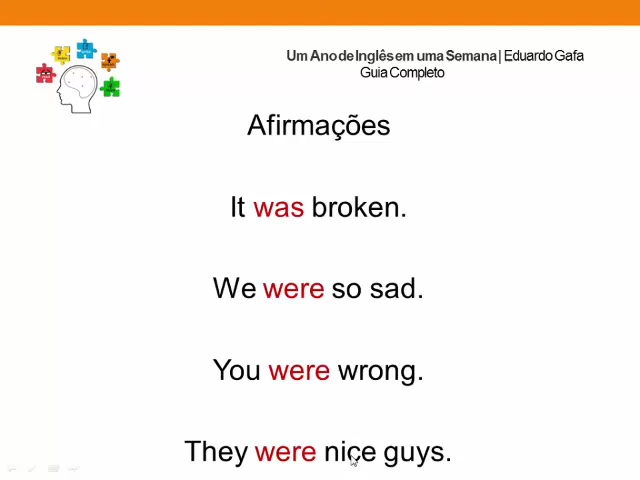 Um Ano de Inglês em uma Semana | Eduardo Gafa
Guia Completo
Afirmações
It was broken.
We were so sad.
You were wrong.
They were nice guys.